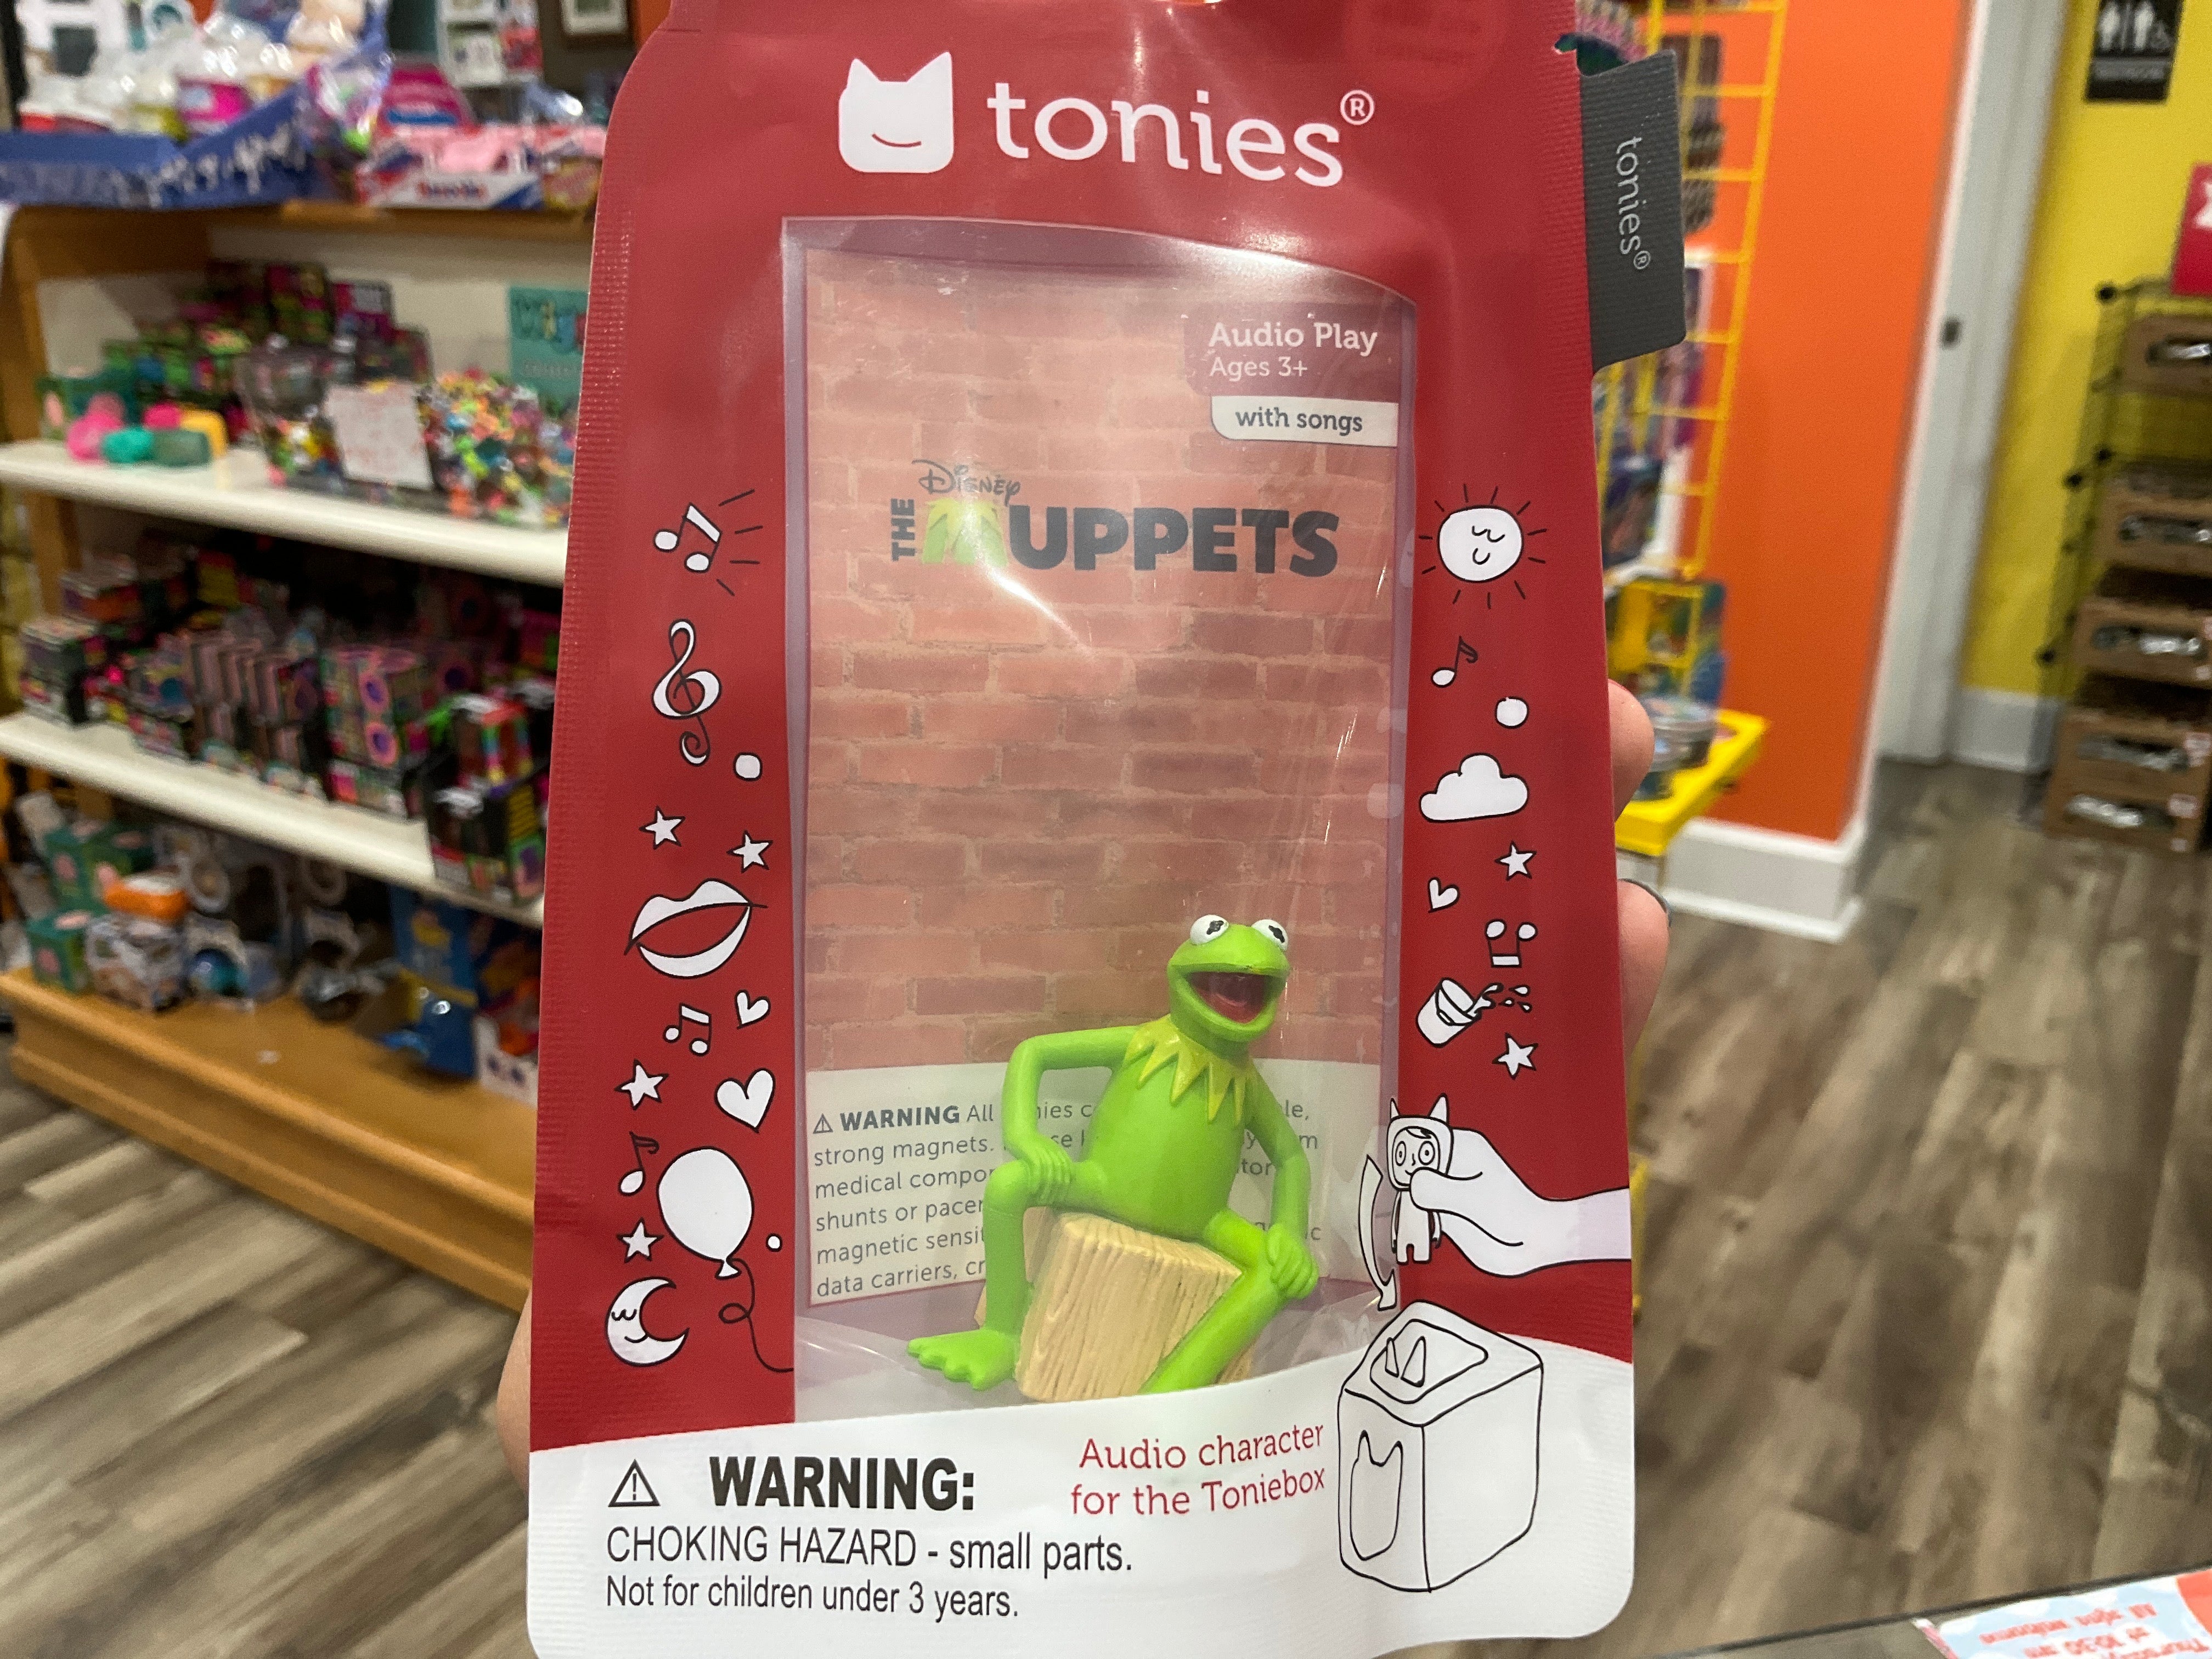 tonies®
tonies®
Audio Play
Ages 3+
with songs
DISNEY
THE MUPPETS
WARNING All
strong magnets.
medical
shunts or
magnetic
data carriers,
WARNING:
CHOKING HAZARD - small parts.
Not for children under 3 years.
Audio character
for the Toniebox